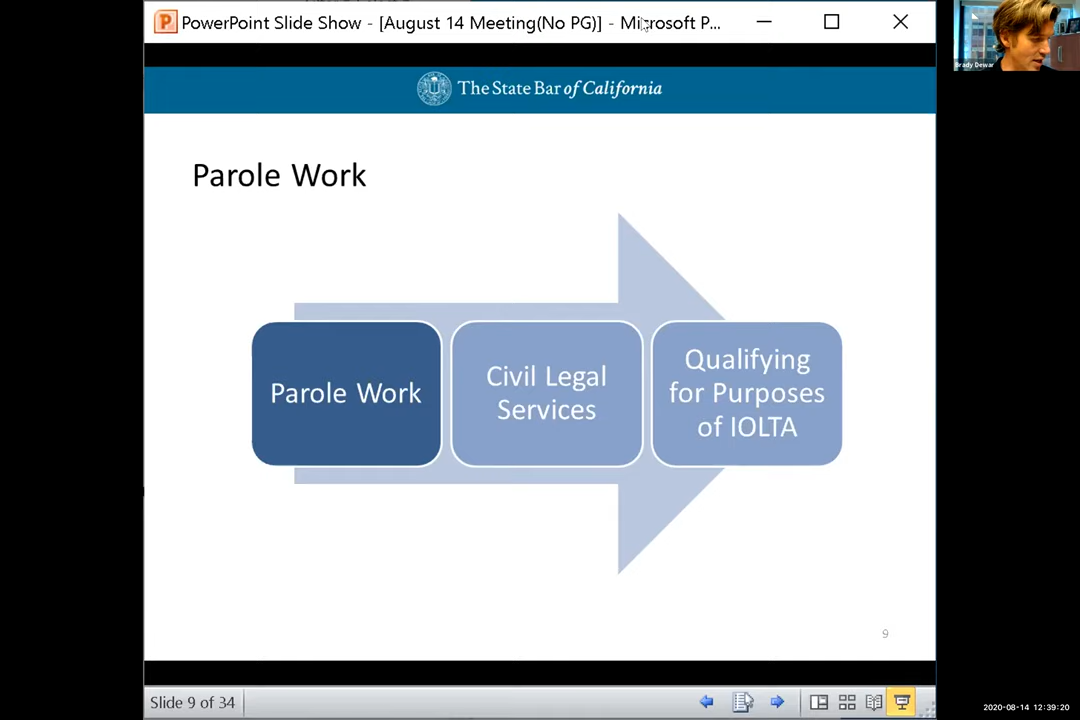 PowerPoint Slide Show - [August 14 Meeting(No PG)] - Microsoft P...
Brady Dewar
The State Bar of California
Parole Work
Parole Work
Civil Legal
Services
Qualifying
for Purposes
of IOLTA
9
Slide 9 of 34
2020-08-14 12:39:20